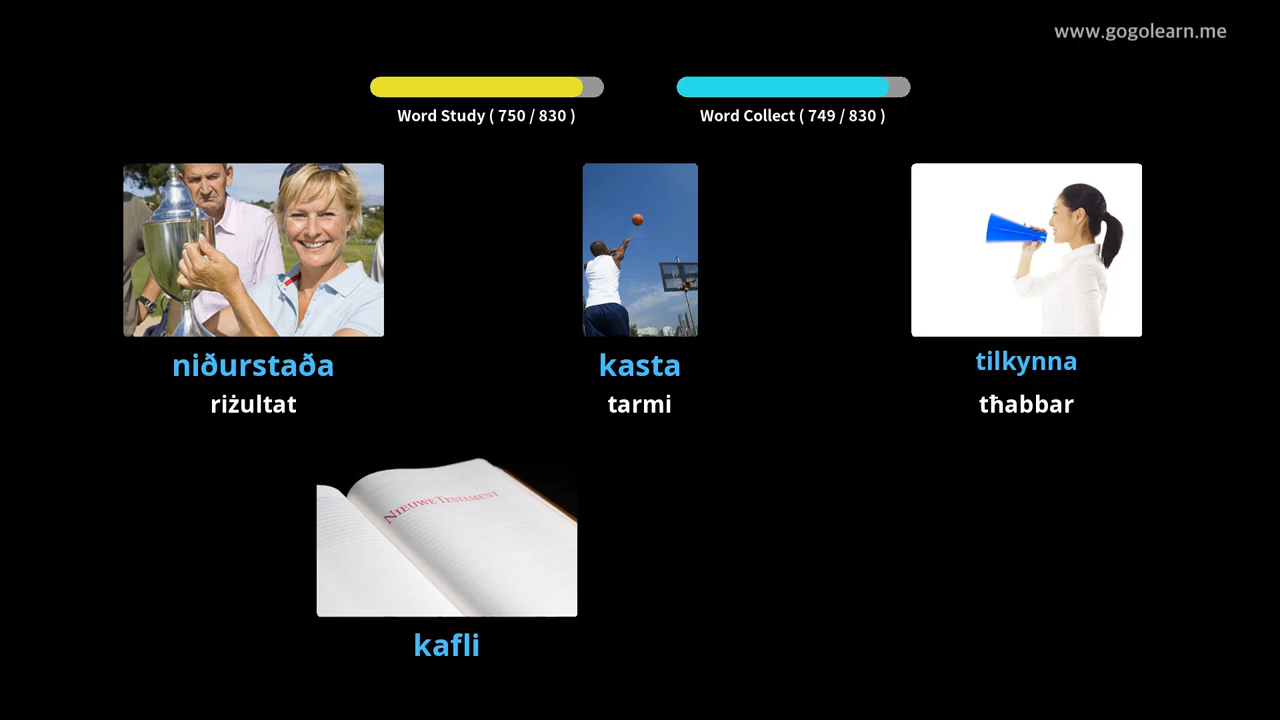 www.gogolearn.me
Word Study ( 750 / 830 )
Word Collect ( 749 / 830 )
niðurstaða
kasta
tilkynna
riżultat
tarmi
tħabbar
NIEUWE TESTAMENT
kafli